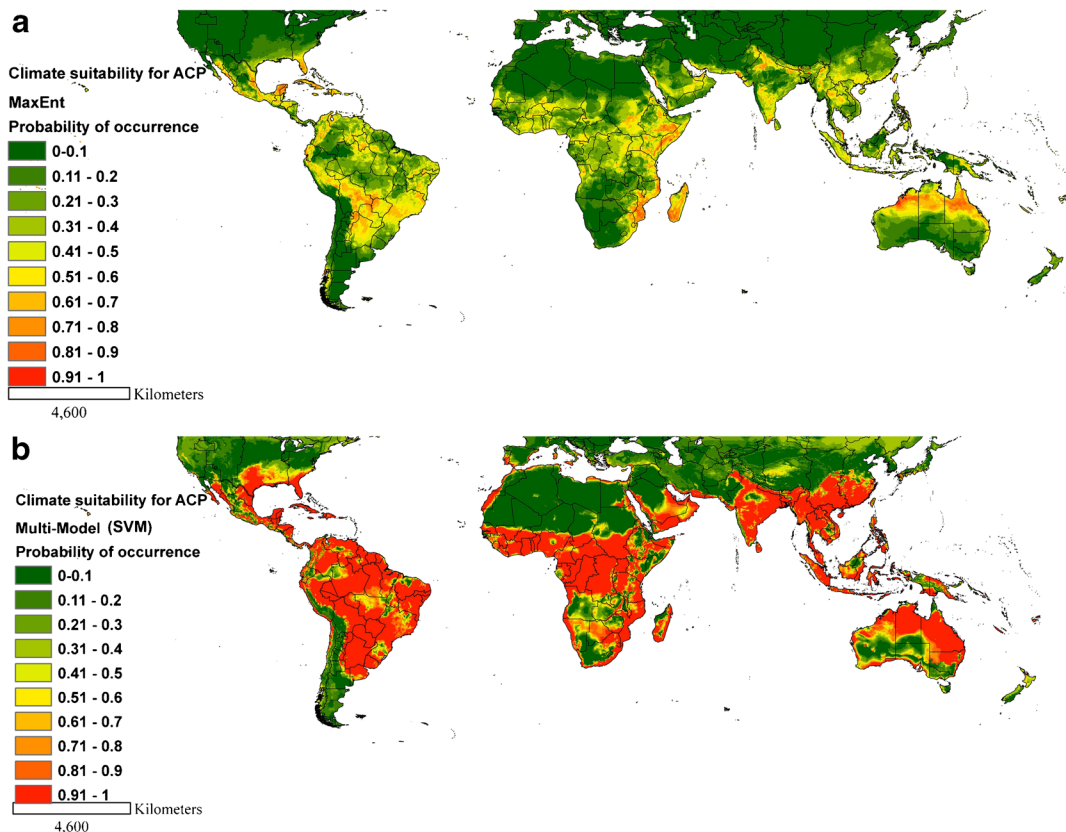 a
Climate suitability for ACP
MaxEnt
Probability of occurrence
0-0.1
0.11 - 0.2
0.21 - 0.3
0.31 - 0.4
0.41 - 0.5
0.51 - 0.6
0.61 - 0.7
0.71 - 0.8
0.81 - 0.9
0.91 - 1
Kilometers
4,600
b
Climate suitability for ACP
Multi-Model (SVM)
Probability of occurrence
0-0.1
0.11 - 0.2
0.21 - 0.3
0.31 - 0.4
0.41 - 0.5
0.51 - 0.6
0.61 - 0.7
0.71 - 0.8
0.81 - 0.9
0.91 - 1
Kilometers
4,600